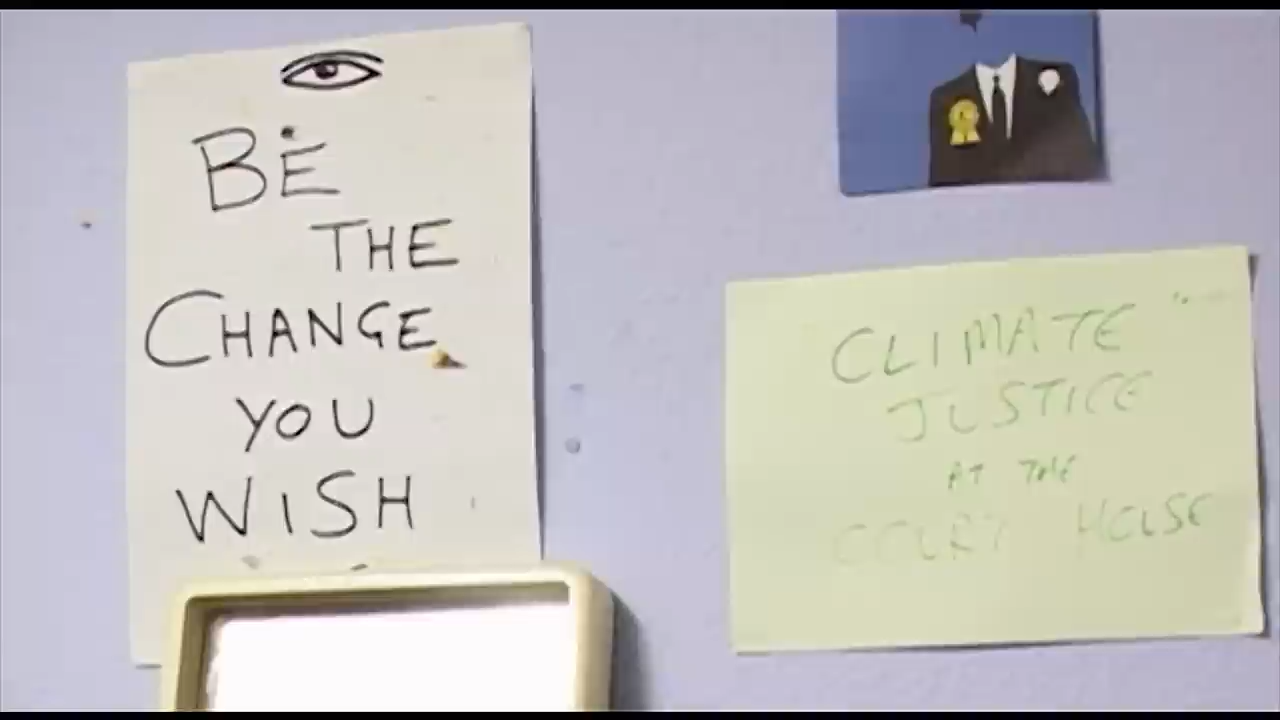 BE
THE
CHANGE
YOU
WISH
"CLIMATE"
JUSTICE
AT THE
COURT HOUSE